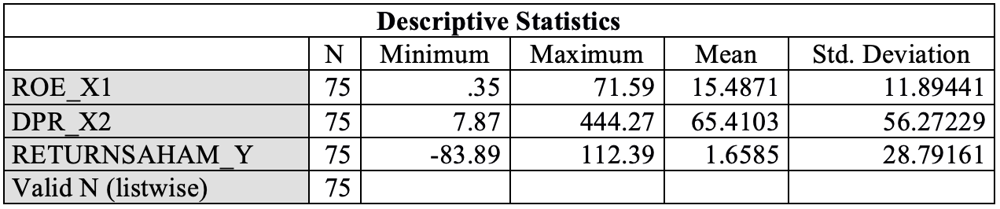 Descriptive Statistics
N Minimum Maximum Mean Std. Deviation
ROE_X1 75 .35 71.59 15.4871 11.89441
DPR_X2 75 7.87 444.27 65.4103 56.27229
RETURNSAHAM_Y 75 -83.89 112.39 1.6585 28.79161
Valid N (listwise) 75